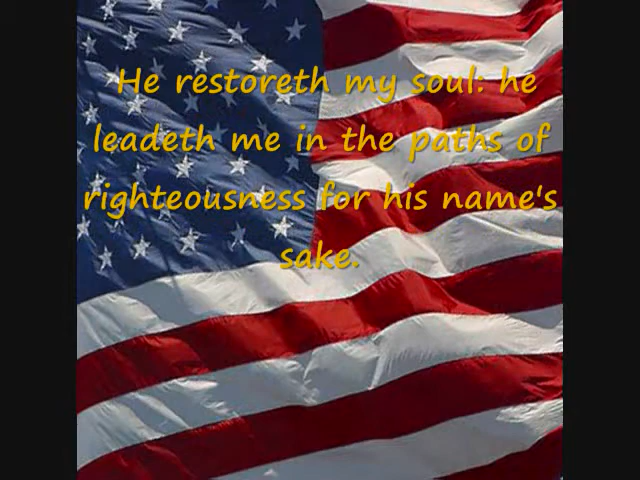 He restoreth my soul: he
leadeth me in the paths of
righteousness for his name's
sake.